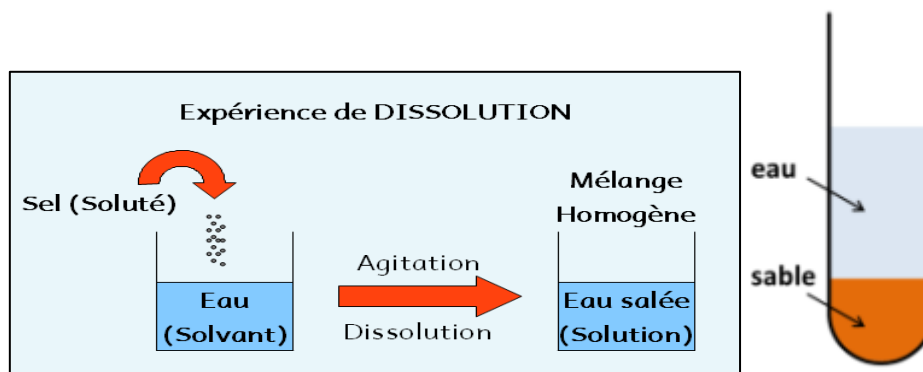 Expérience de DISSOLUTION
Sel (Soluté)
Eau
(Solvant)
Agitation
Dissolution
Mélange
Homogène
Eau salée
(Solution)
eau
sable